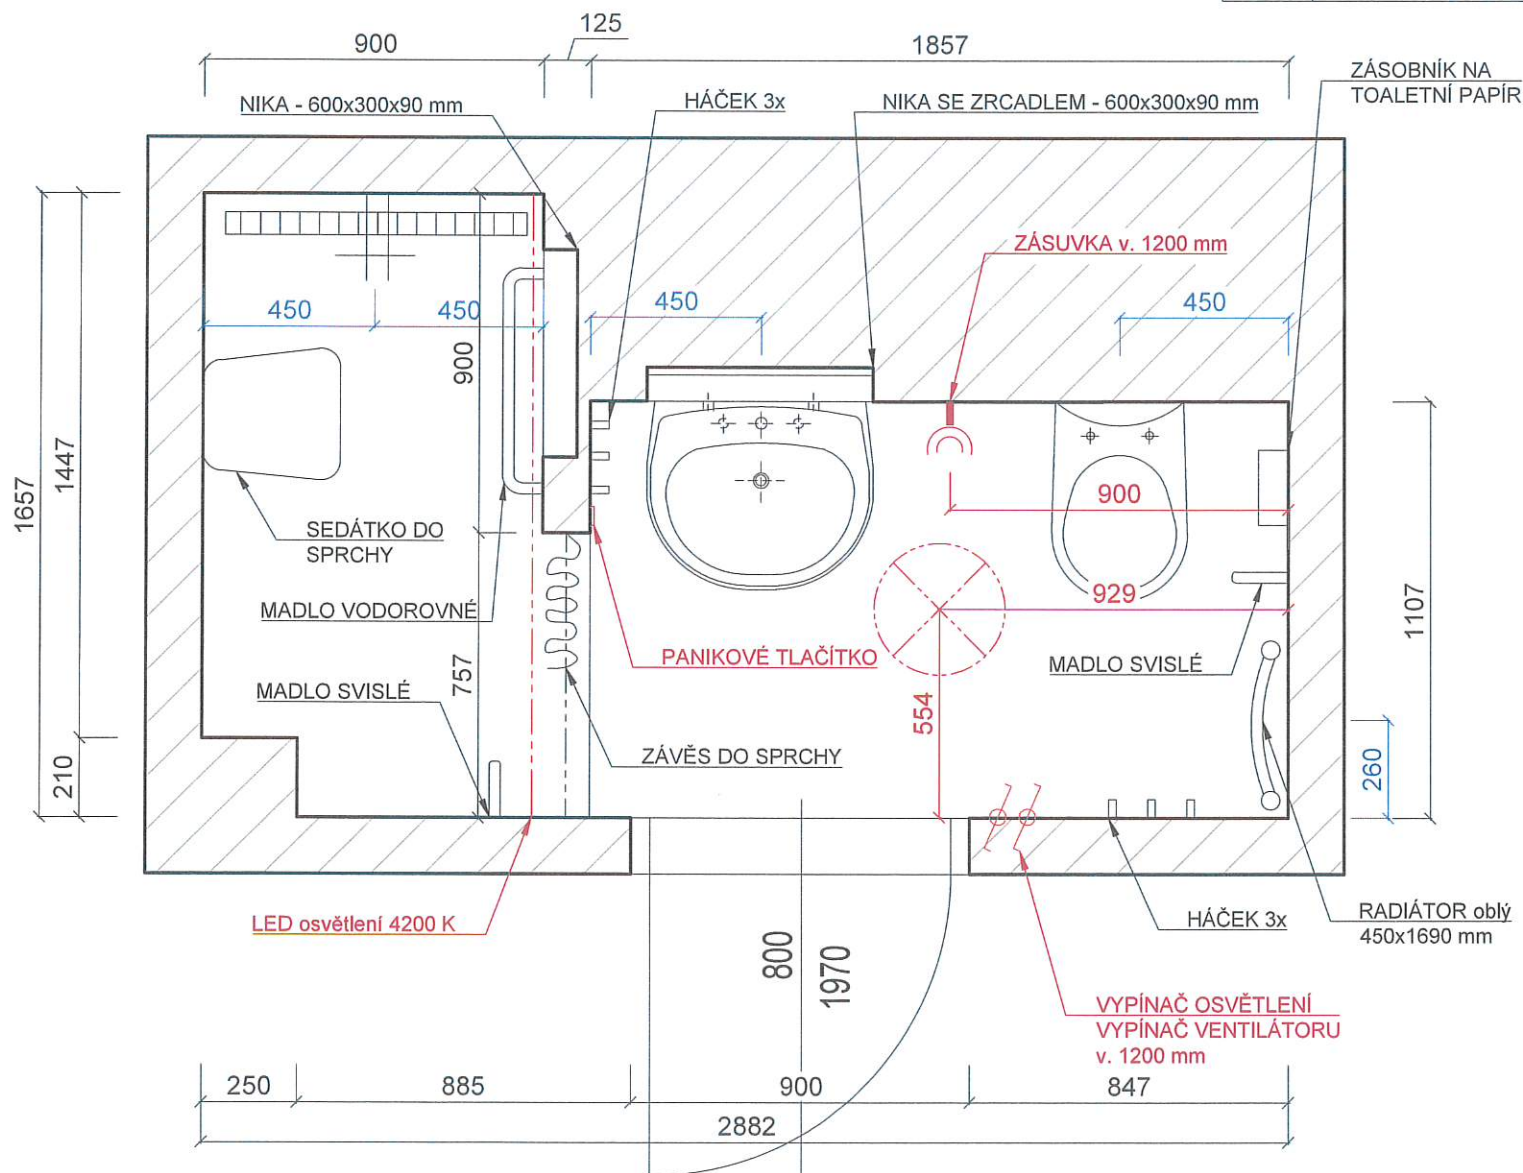 125
900
1857
ZÁSOBNÍK NA
TOALETNÍ PAPÍR
NIKA - 600x300x90 mm
HÁČEK 3x
NIKA SE ZRCADLEM - 600x300x90 mm
ZÁSUVKA v. 1200 mm
450
450
450
450
900
1657
1447
900
SEDÁTKO DO
SPRCHY
929
1107
MADLO VODOROVNÉ
PANIKOVÉ TLAČÍTKO
MADLO SVISLÉ
757
MADLO SVISLÉ
554
ZÁVĚS DO SPRCHY
210
260
LED osvětlení 4200 K
HÁČEK 3x
RADIÁTOR oblý
450x1690 mm
800
1970
VYPÍNAČ OSVĚTLENÍ
VYPÍNAČ VENTILÁTORU
v. 1200 mm
250
885
900
847
2882